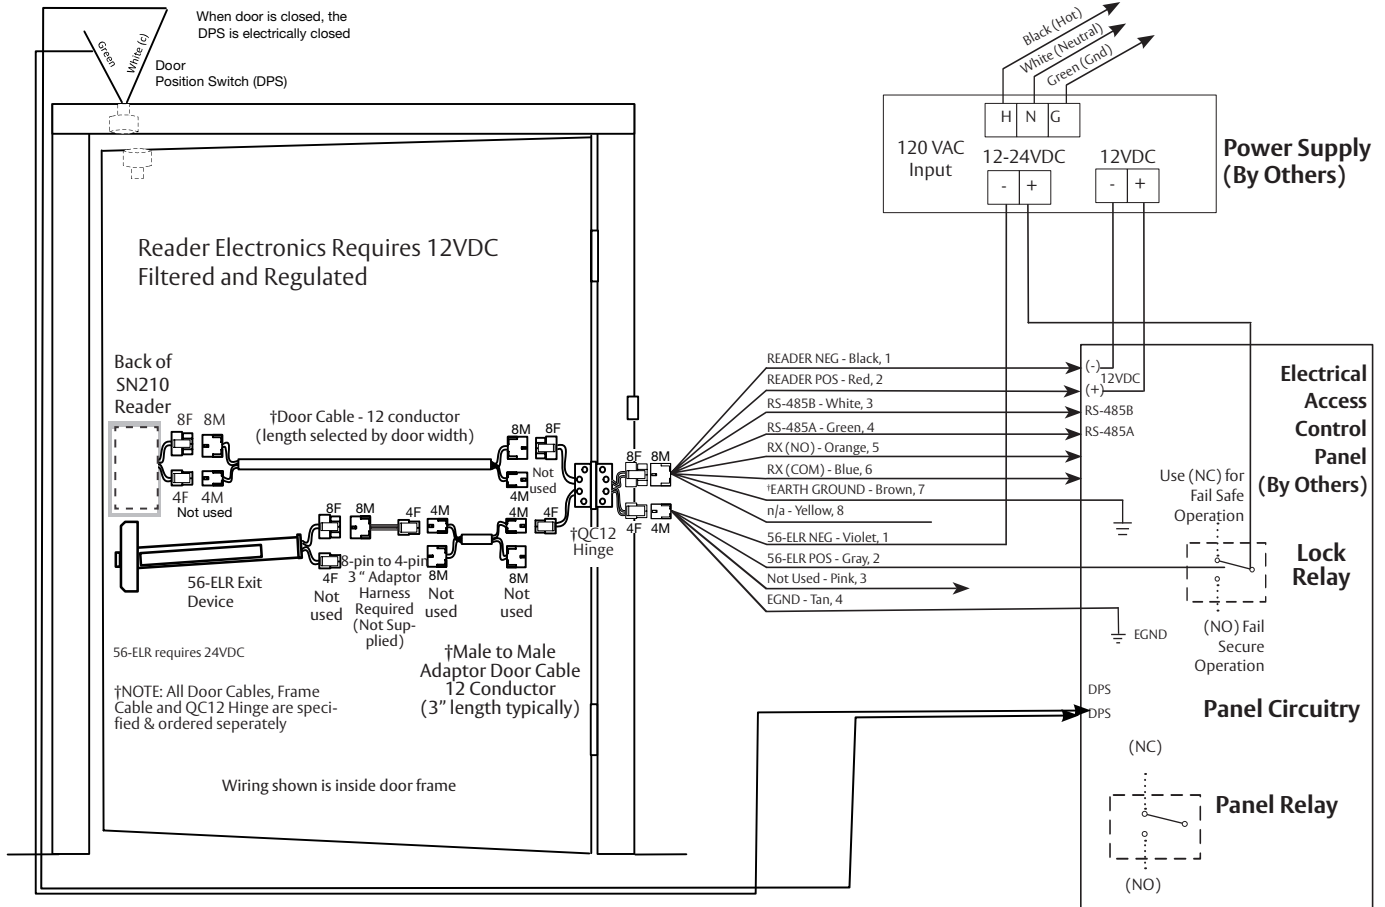 When door is closed, the
DPS is electrically closed
Green
White (c)
Door
Position Switch (DPS)
Black (Hot)
White (Neutral)
Green (Gnd)
H N G
120 VAC
Input
12-24VDC
12VDC
- +
- +
Power Supply
(By Others)
Reader Electronics Requires 12VDC
Filtered and Regulated
Back of
SN210
Reader
8F 8M
4F 4M
Not used
†Door Cable - 12 conductor
(length selected by door width)
8M 8F
Not
used
4M
8F
8M
4F
4M
4M
4F
†QC12
Hinge
8F 8M
4F 4M
56-ELR Exit
Device
4F
Not
used
8-pin to 4-pin
3 " Adaptor
Harness
Required
(Not Sup-
plied)
8M
Not
used
8M
Not
used
†Male to Male
Adaptor Door Cable
12 Conductor
(3” length typically)
56-ELR requires 24VDC
†NOTE: All Door Cables, Frame
Cable and QC12 Hinge are speci-
fied & ordered seperately
Wiring shown is inside door frame
READER NEG - Black, 1
READER POS - Red, 2
RS-485B - White, 3
RS-485A - Green, 4
RX (NO) - Orange, 5
RX (COM) - Blue, 6
†EARTH GROUND - Brown, 7
n/a - Yellow, 8
56-ELR NEG - Violet, 1
56-ELR POS - Gray, 2
Not Used - Pink, 3
EGND - Tan, 4
(-)
12VDC
(+)
RS-485B
RS-485A
Electrical
Access
Control
Panel
(By Others)
Use (NC) for
Fail Safe
Operation
Lock
Relay
(NO) Fail
Secure
Operation
EGND
DPS
DPS
Panel Circuitry
(NC)
Panel Relay
(NO)